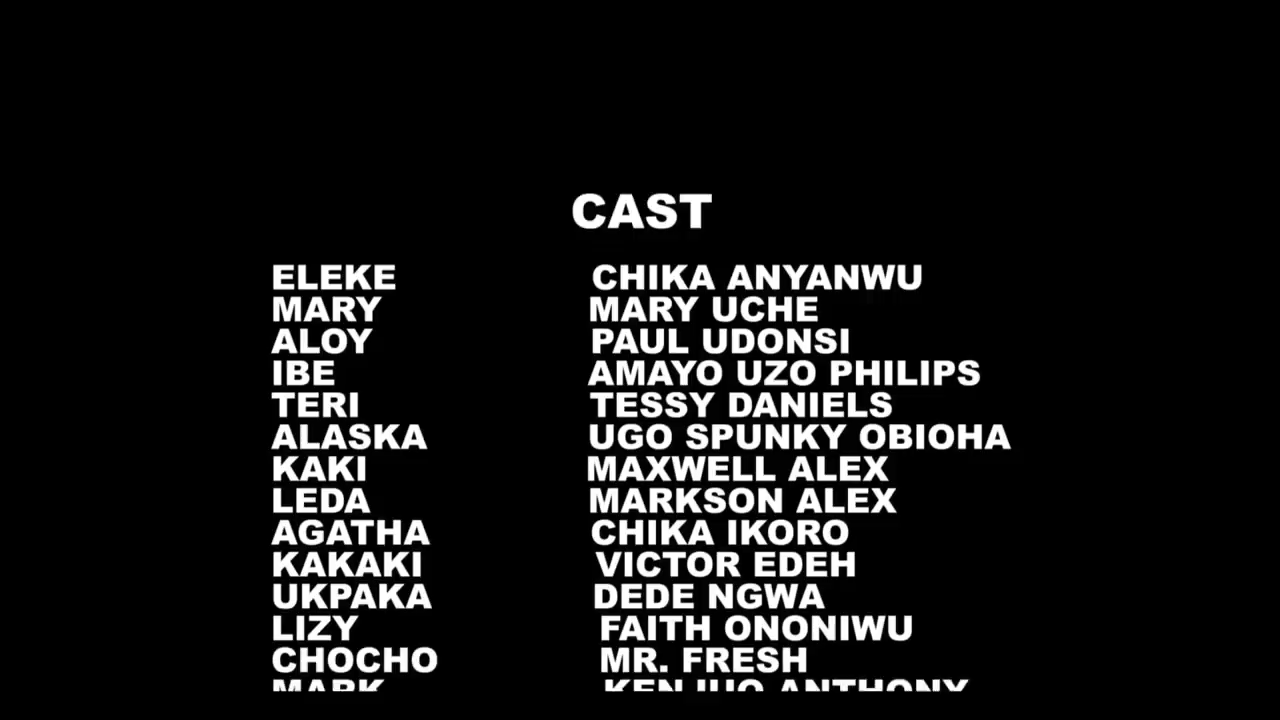 CAST
ELEKE CHIKA ANYANWU
MARY MARY UCHE
ALOY PAUL UDONSI
IBE AMAYO UZO PHILIPS
TERI TESSY DANIELS
ALASKA UGO SPUNKY OBIOHA
KAKI MAXWELL ALEX
LEDA MARKSON ALEX
AGATHA CHIKA IKORO
KAKAKI VICTOR EDEH
UKPAKA DEDE NGWA
LIZY FAITH ONONIWU
CHOCHO MR. FRESH
MARK ANTHONY